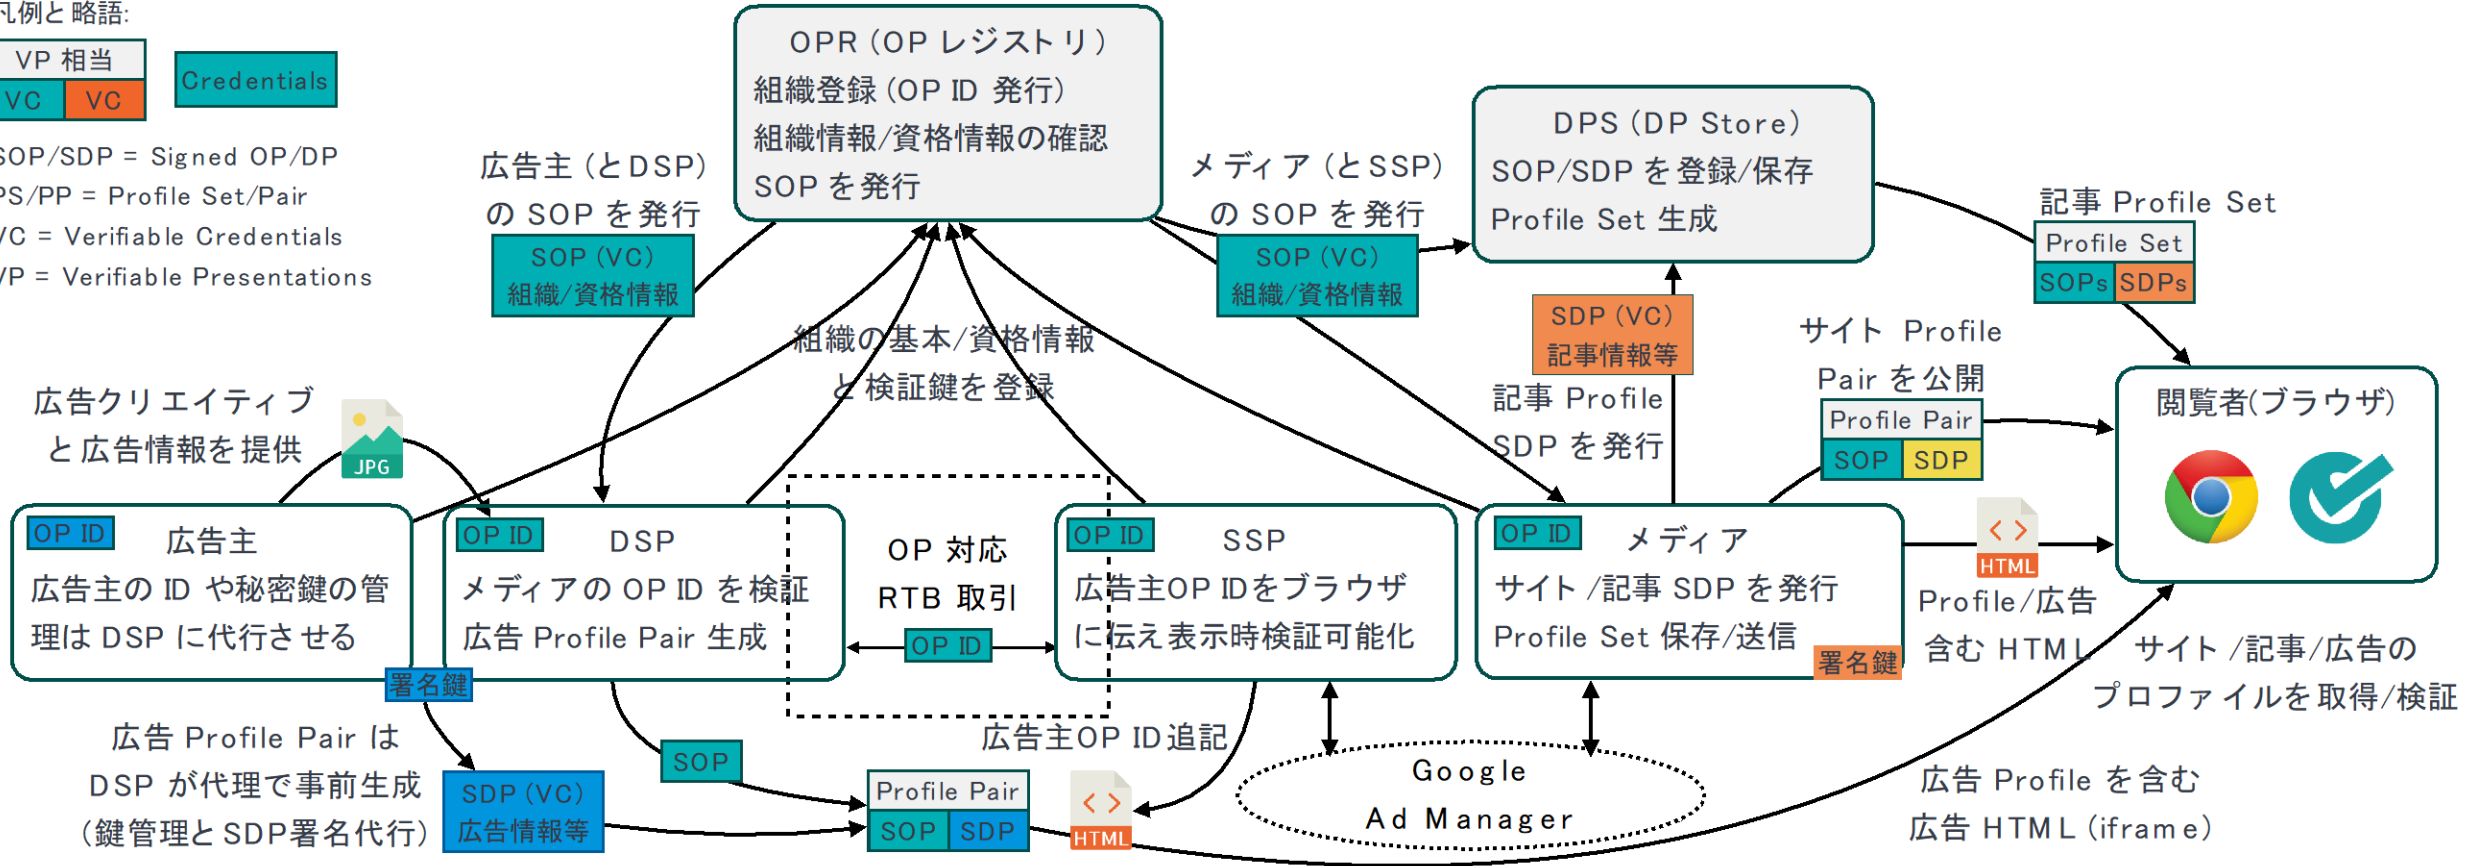 凡例と略語:
VP 相当
VC
VC
Credentials
SOP/SDP = Signed OP/DP
PS/PP = Profile Set/Pair
VC = Verifiable Credentials
VP = Verifiable Presentations
OPR (OP レジストリ)
組織登録 (OP ID 発行)
組織情報/資格情報の確認
SOP を発行
DPS (DP Store)
SOP/SDP を登録/保存
Profile Set 生成
広告主 (とDSP)
の SOP を発行
SOP (VC)
組織/資格情報
メディア (とSSP)
の SOP を発行
SOP (VC)
組織/資格情報
記事 Profile Set
Profile Set
SOPs
SDPs
SDP (VC)
記事情報等
記事 Profile
SDP を発行
組織の基本/資格情報
と検証鍵を登録
サイト Profile
Pair を公開
Profile Pair
SOP
SDP
広告クリエイティブ
と広告情報を提供
JPG
閲覧者(ブラウザ)
OP ID
広告主
広告主の ID や秘密鍵の管
理は DSP に代行させる
署名鍵
OP ID
DSP
メディアの OP ID を検証
広告 Profile Pair 生成
OP 対応
RTB 取引
OP ID
OP ID
SSP
広告主OP IDをブラウザ
に伝え表示時検証可能化
OP ID
メディア
サイト/記事 SDP を発行
Profile Set 保存/送信
署名鍵
HTML
Profile/広告
含む HTML
サイト/記事/広告の
プロファイルを取得/検証
広告 Profile Pair は
DSP が代理で事前生成
(鍵管理とSDP署名代行)
SDP (VC)
広告情報等
SOP
広告主OP ID追記
Profile Pair
SOP
SDP
HTML
Google
Ad Manager
広告 Profile を含む
広告 HTML (iframe)